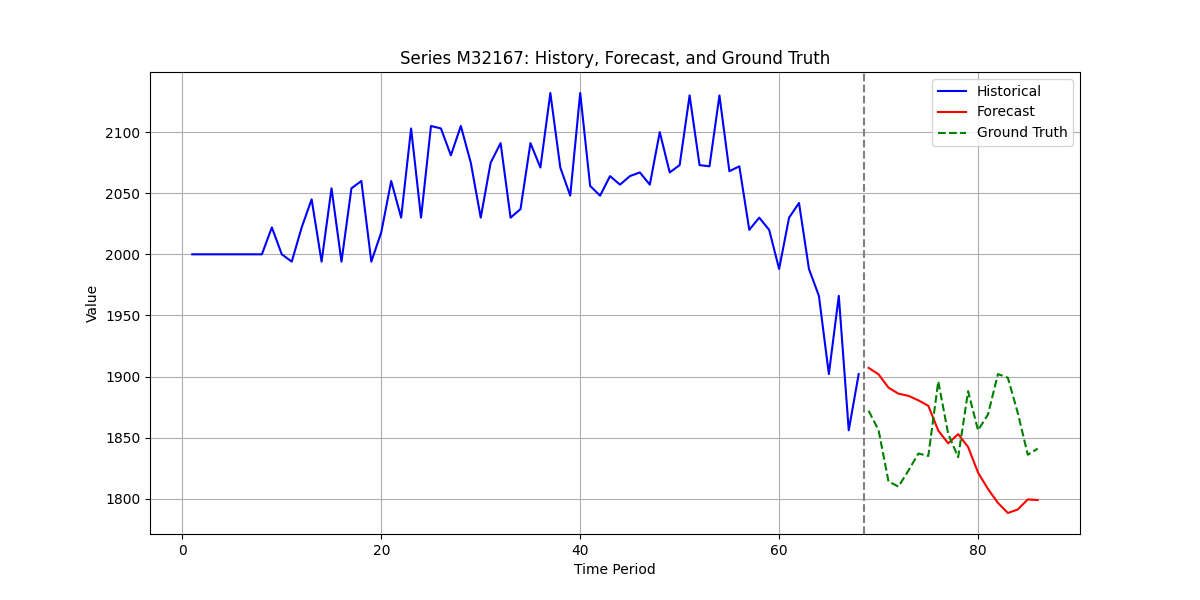 Series M32167: History, Forecast, and Ground Truth
Historical
Forecast
Ground Truth
Value
2100
2050
2000
1950
1900
1850
1800
0 20 40 60 80
Time Period